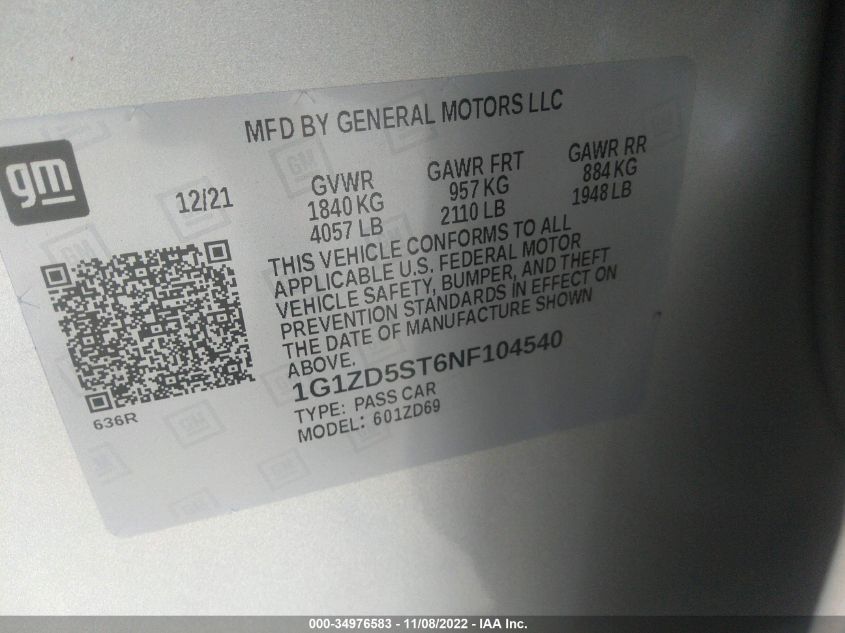 MFD BY GENERAL MOTORS LLC
gm
12/21
GVWR
1840 KG
4057 LB
GAWR FRT
957 KG
2110 LB
GAWR RR
884 KG
1948 LB
THIS VEHICLE CONFORMS TO ALL
APPLICABLE U.S. FEDERAL MOTOR
VEHICLE SAFETY, BUMPER, AND THEFT
PREVENTION STANDARDS IN EFFECT ON
THE DATE OF MANUFACTURE SHOWN
ABOVE.
1G1ZD5ST6NF104540
TYPE: PASS CAR
MODEL: 601ZD69
636R
000-34976583 - 11/08/2022 - IAA Inc.